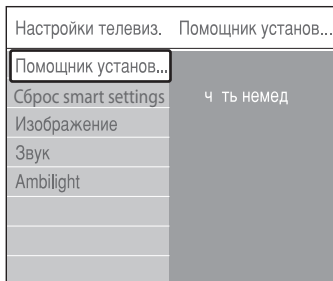 Настройки телевиз. Помощник установ...
Помощник установ...
Сброс smart settings ч ть немед
Изображение
Звук
Ambilight